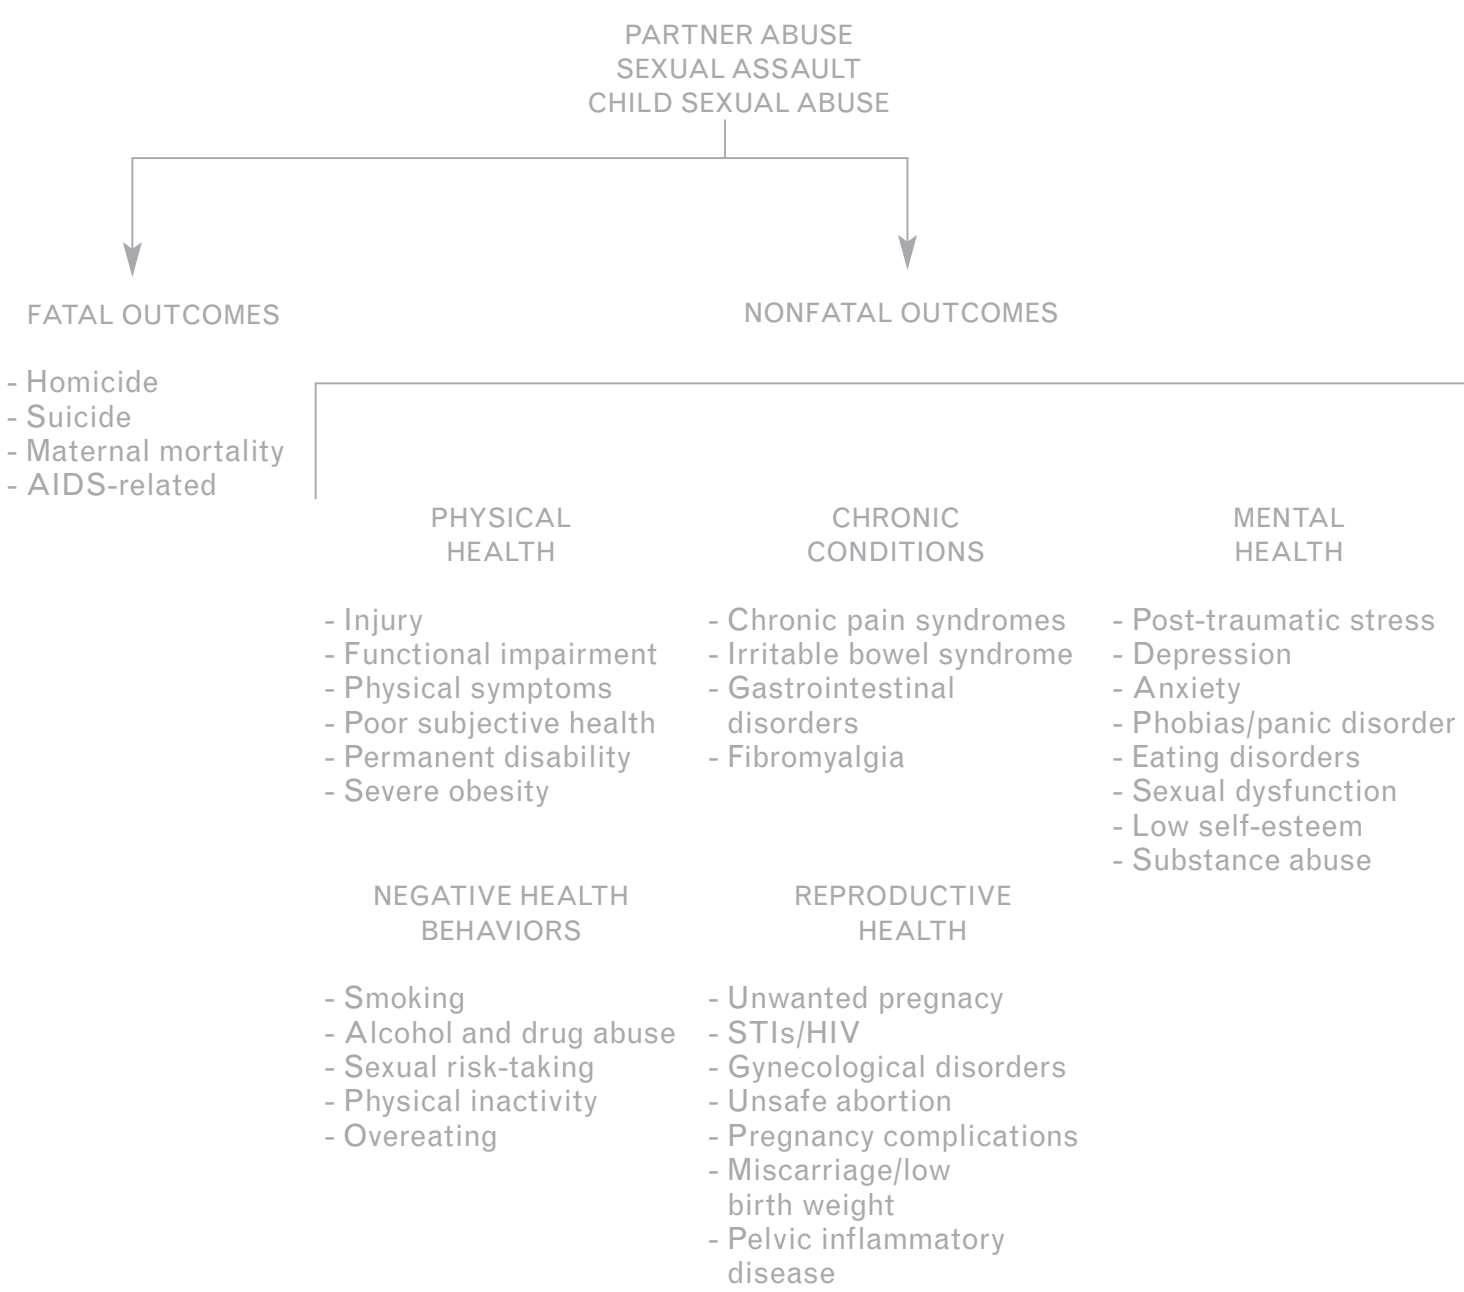 PARTNER ABUSE
SEXUAL ASSAULT
CHILD SEXUAL ABUSE
FATAL OUTCOMES
- Homicide
- Suicide
- Maternal mortality
- AIDS-related
NONFATAL OUTCOMES
PHYSICAL
HEALTH
- Injury
- Functional impairment
- Physical symptoms
- Poor subjective health
- Permanent disability
- Severe obesity
CHRONIC
CONDITIONS
- Chronic pain syndromes
- Irritable bowel syndrome
- Gastrointestinal
disorders
- Fibromyalgia
MENTAL
HEALTH
- Post-traumatic stress
- Depression
- Anxiety
- Phobias/panic disorder
- Eating disorders
- Sexual dysfunction
- Low self-esteem
- Substance abuse
NEGATIVE HEALTH
BEHAVIORS
- Smoking
- Alcohol and drug abuse
- Sexual risk-taking
- Physical inactivity
- Overeating
REPRODUCTIVE
HEALTH
- Unwanted pregnacy
- STIs/HIV
- Gynecological disorders
- Unsafe abortion
- Pregnancy complications
- Miscarriage/low
birth weight
- Pelvic inflammatory
disease